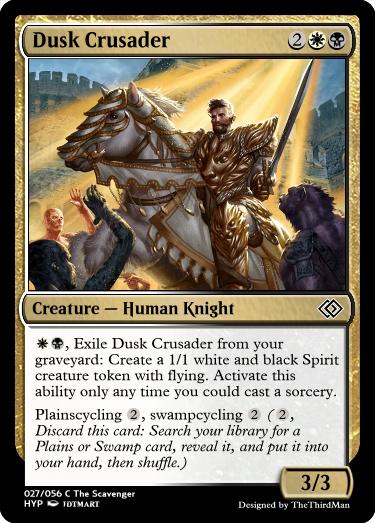 Dusk Crusader 2
Creature — Human Knight
, Exile Dusk Crusader from your
graveyard: Create a 1/1 white and black Spirit
creature token with flying. Activate this
ability only any time you could cast a sorcery.
Plainscycling 2, swampcycling 2 ( 2,
Discard this card: Search your library for a
Plains or Swamp card, reveal it, and put it into
your hand, then shuffle.)
3/3
027/056 C The Scavenger
HYP IDTMART Designed by TheThirdMan